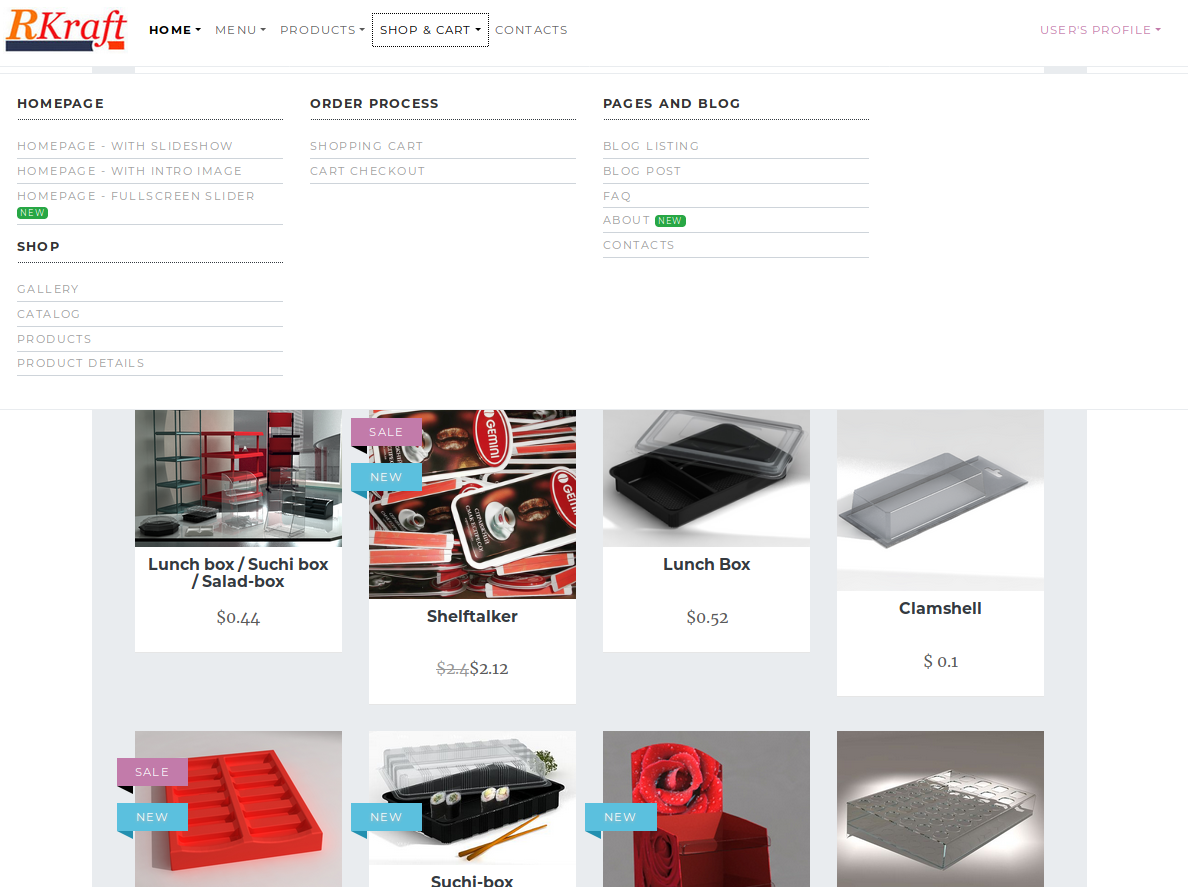 RKraft
HOME
MENU
PRODUCTS
SHOP & CART
CONTACTS
USER'S PROFILE
HOMEPAGE
HOMEPAGE - WITH SLIDESHOW
HOMEPAGE - WITH INTRO IMAGE
HOMEPAGE - FULLSCREEN SLIDER
NEW
SHOP
GALLERY
CATALOG
PRODUCTS
PRODUCT DETAILS
ORDER PROCESS
SHOPPING CART
CART CHECKOUT
PAGES AND BLOG
BLOG LISTING
BLOG POST
FAQ
ABOUT NEW
CONTACTS
Lunch box / Suchi box
/ Salad-box
$0.44
SALE
NEW
GEMINI
Shelftalker
$2.4$2.12
Lunch Box
$0.52
Clamshell
$ 0.1
SALE
NEW
NEW
Suchi-box
NEW